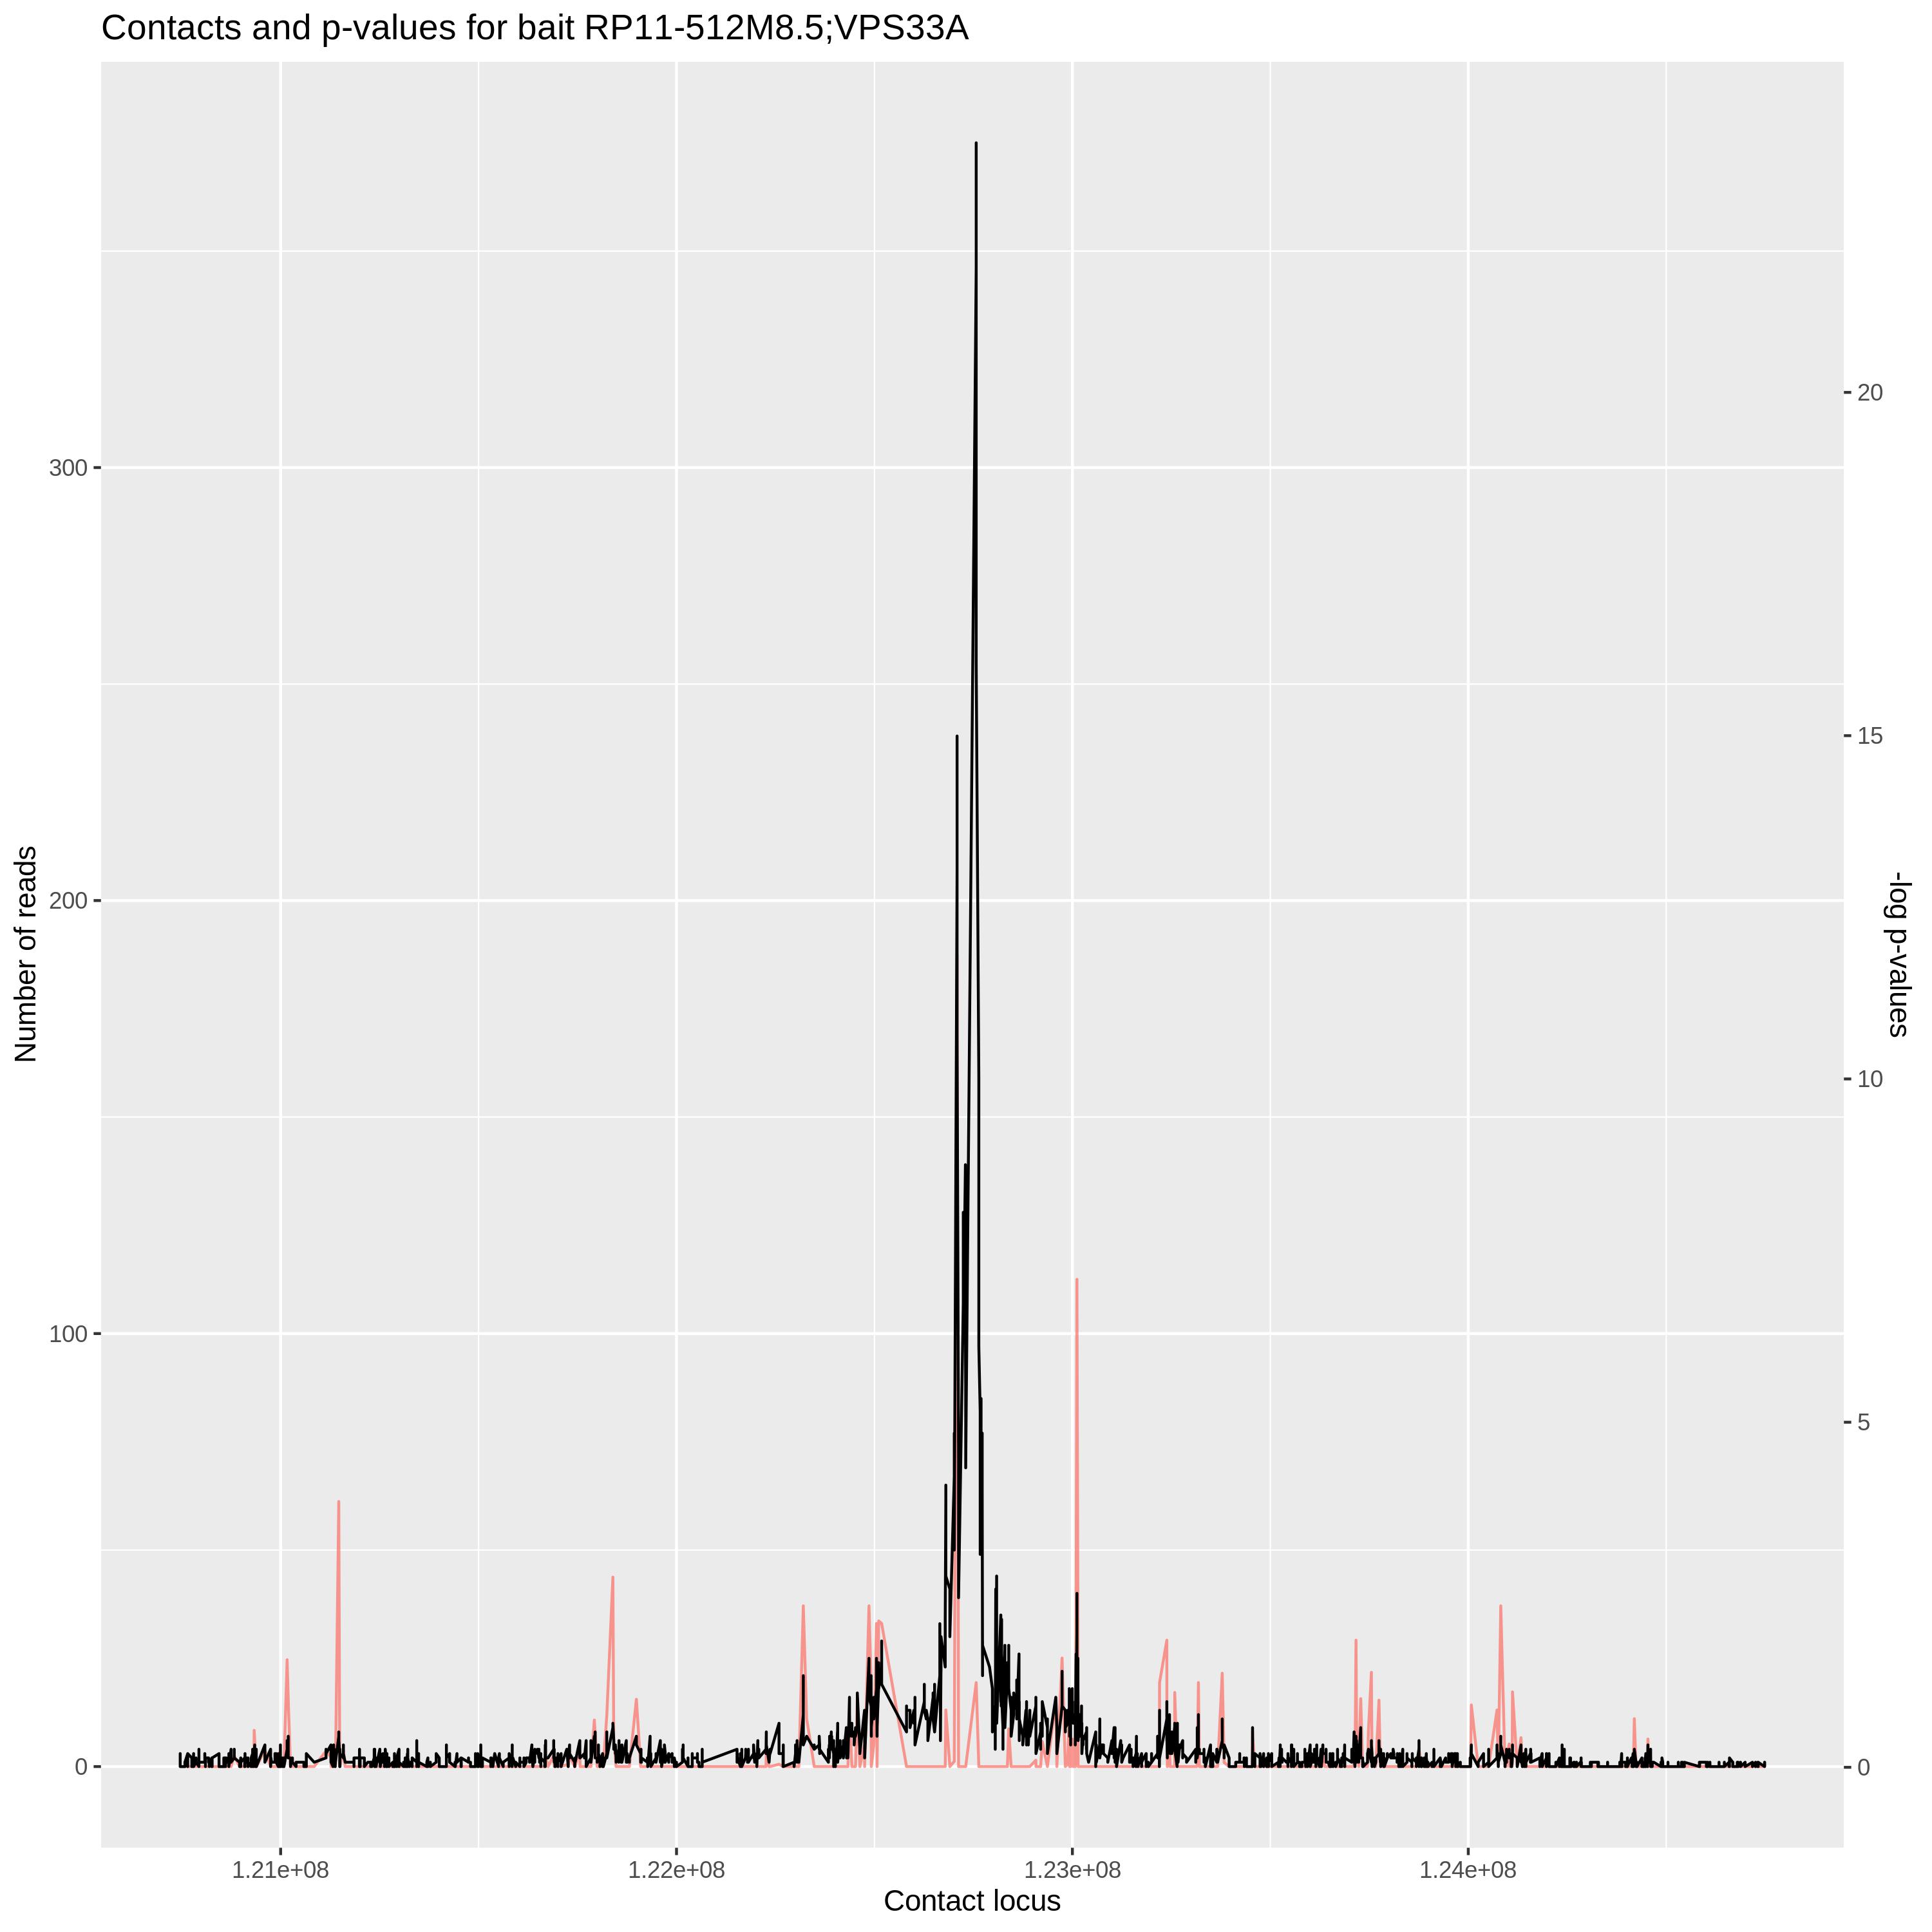 Contacts and p-values for bait RP11-512M8.5;VPS33A
Number of reads
300
200
100
0
20
15
10
5
0
-log p-values
1.21e+08
1.22e+08
1.23e+08
1.24e+08
Contact locus